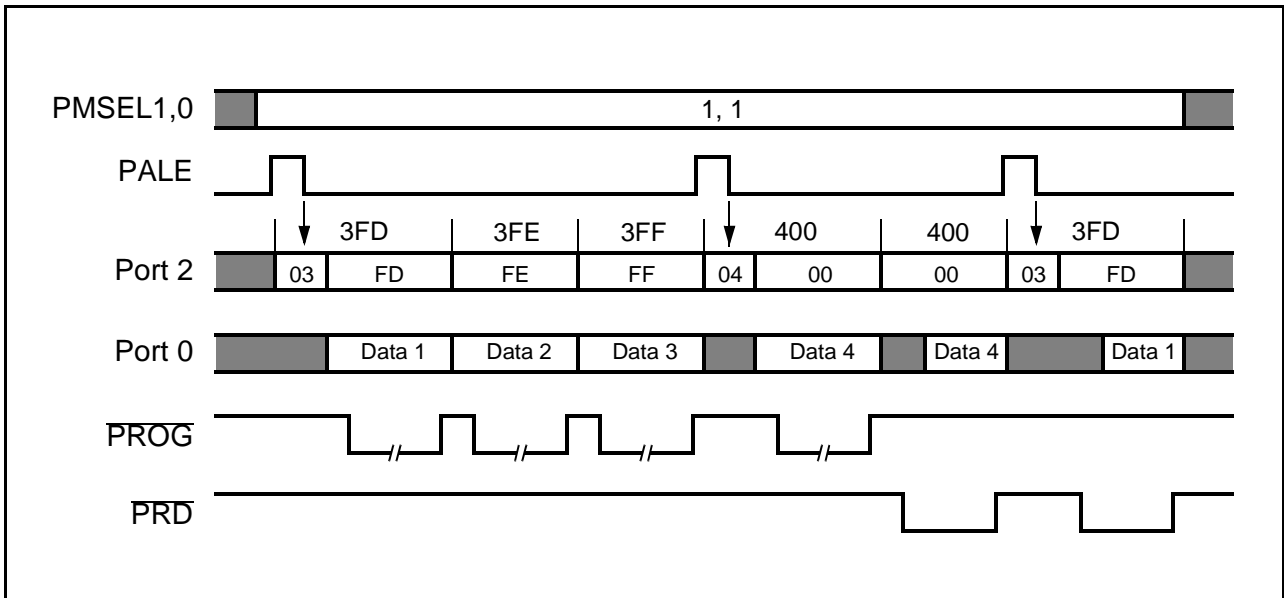 PMSEL1,0
1, 1
PALE
3FD 3FE 3FF 400 400 3FD
Port 2
03 FD FE FF 04 00 00 03 FD
Port 0
Data 1 Data 2 Data 3 Data 4 Data 4 Data 1
PROG
PRD